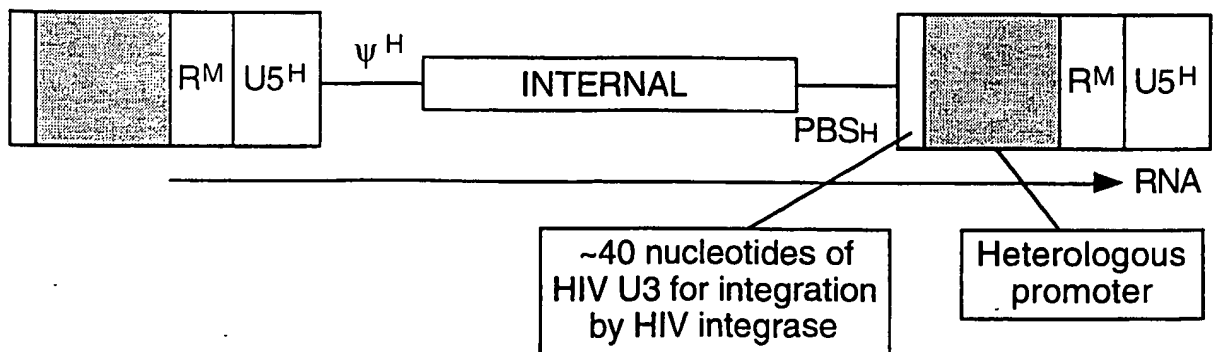 R^M U5^H
ψ^H
INTERNAL
PBS_H
R^M U5^H
RNA
~40 nucleotides of
HIV U3 for integration
by HIV integrase
Heterologous
promoter